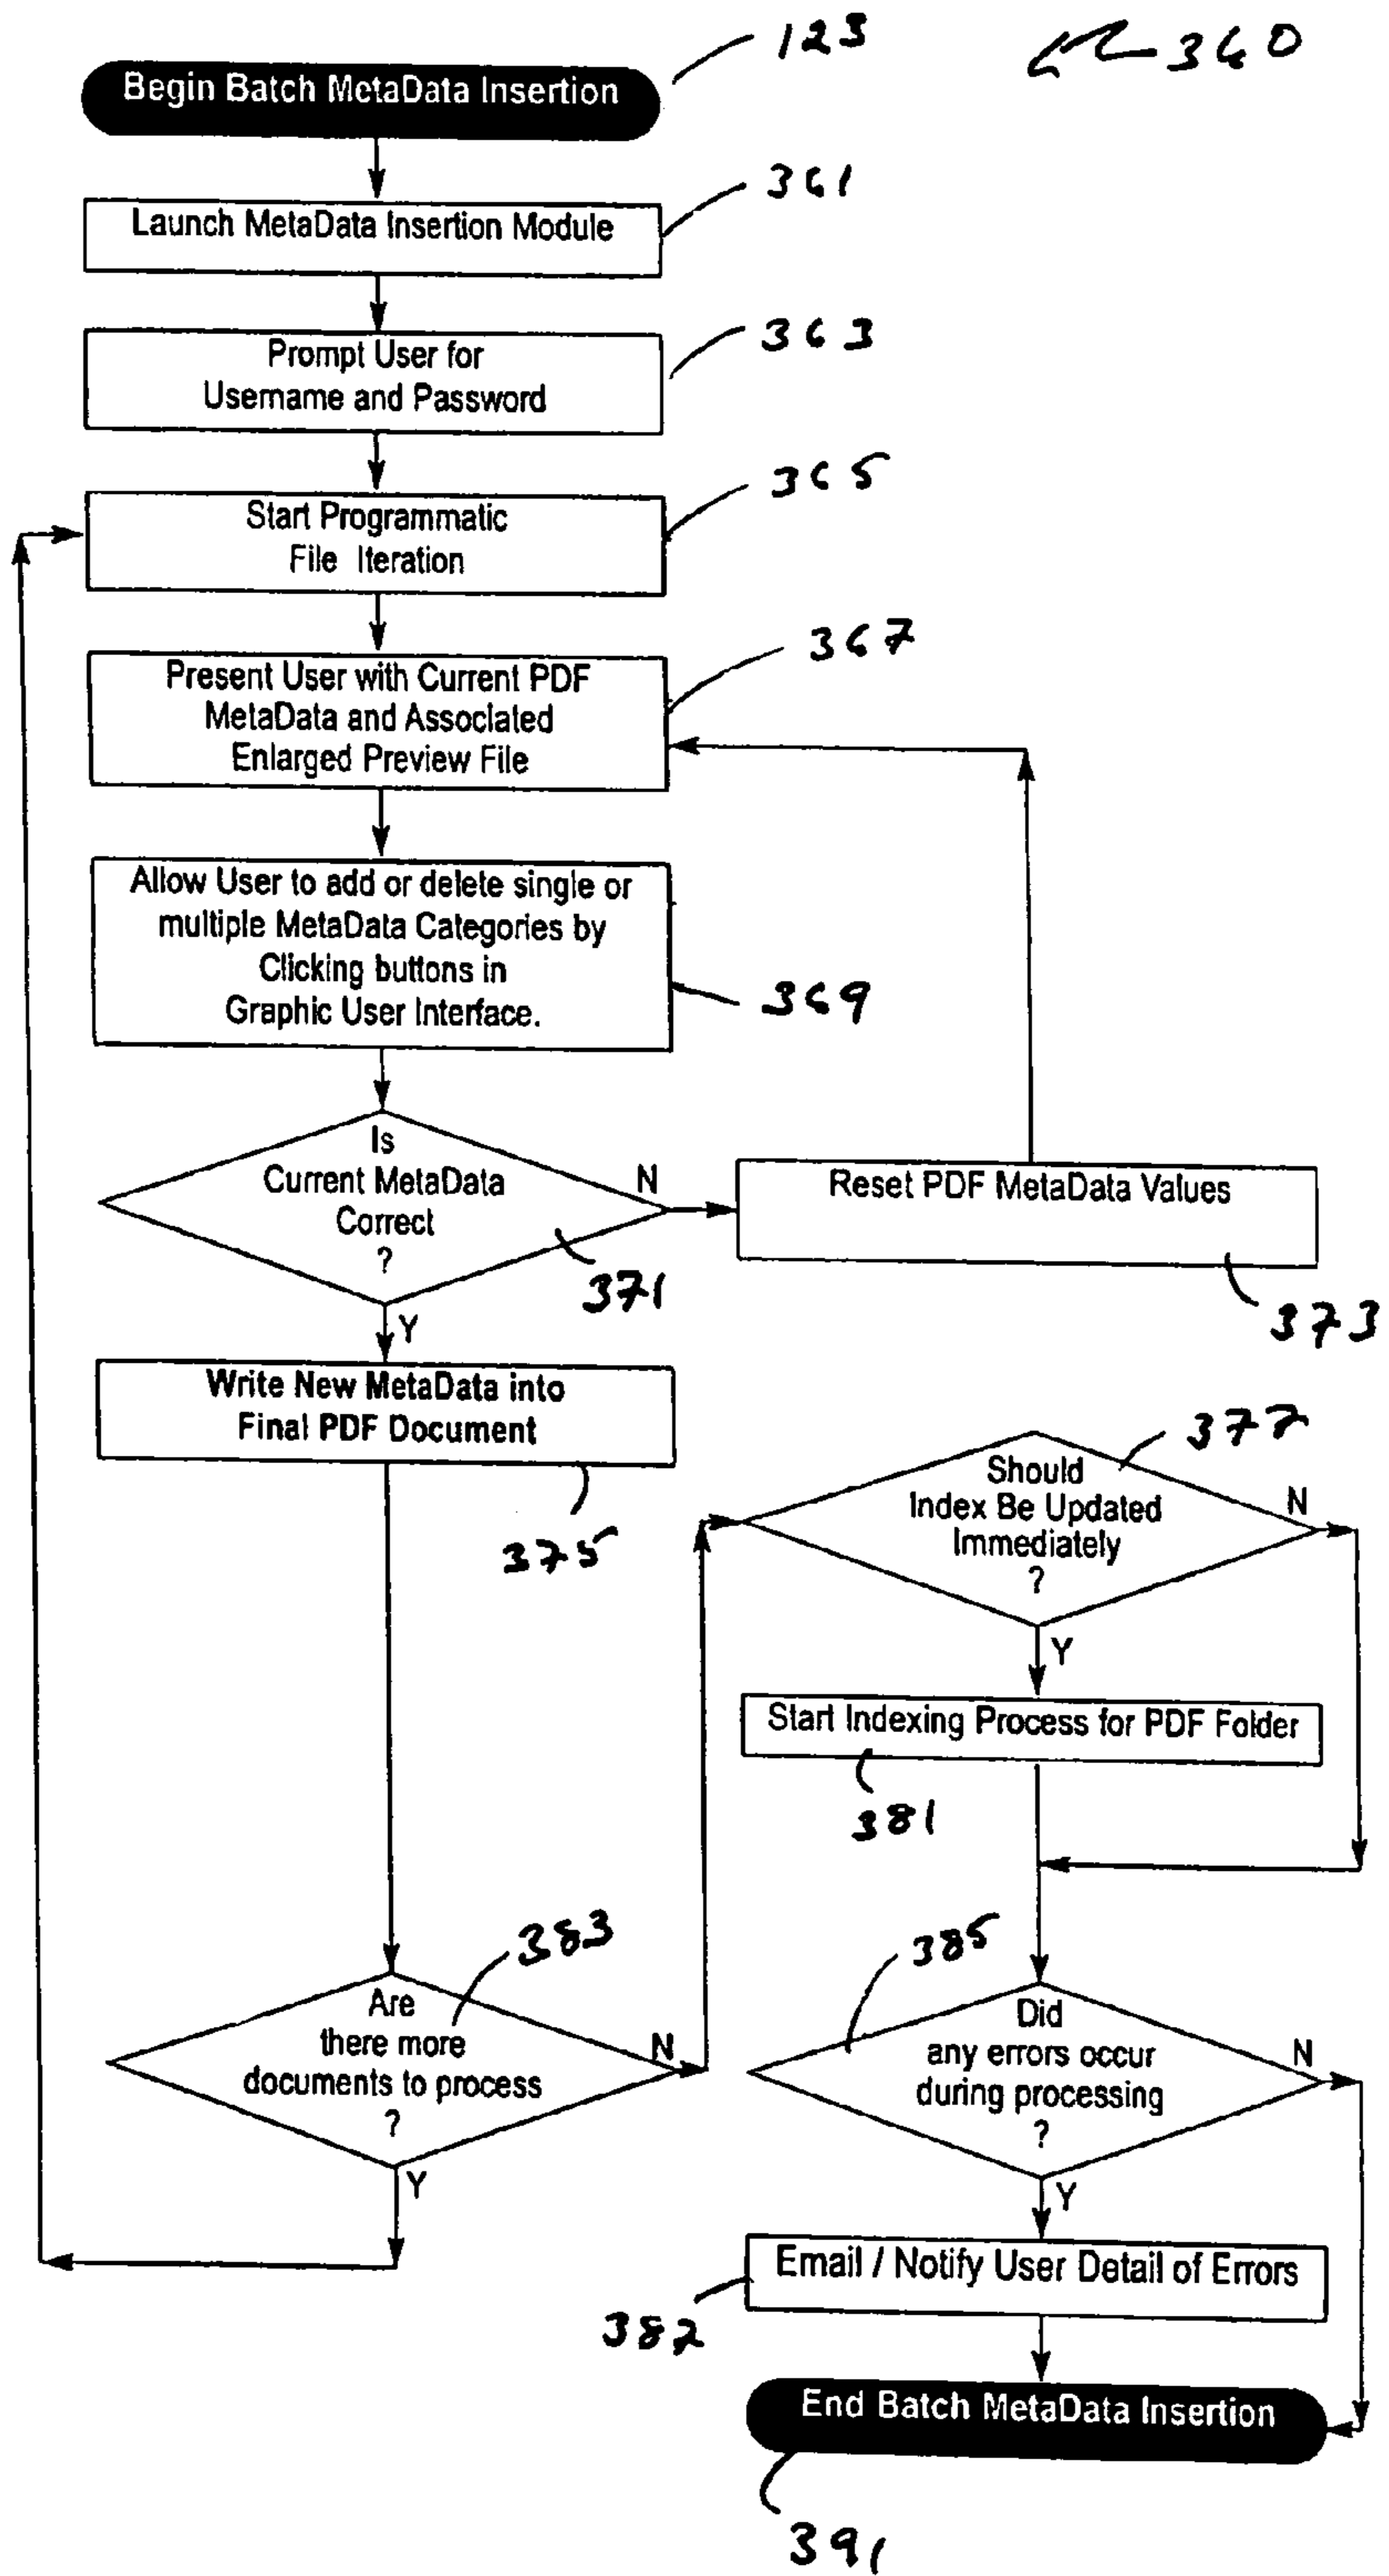 123
360
Begin Batch MetaData Insertion
361
Launch MetaData Insertion Module
363
Prompt User for
Username and Password
365
Start Programmatic
File Iteration
367
Present User with Current PDF
MetaData and Associated
Enlarged Preview File
Allow User to add or delete single or
multiple MetaData Categories by
Clicking buttons in
Graphic User Interface.
369
Is
Current MetaData
Correct
?
N
371
Y
Reset PDF MetaData Values
373
Write New MetaData into
Final PDF Document
375
377
Should
Index Be Updated
Immediately
?
N
Y
Start Indexing Process for PDF Folder
381
383
Are
there more
documents to process
?
N
Y
385
Did
any errors occur
during processing
?
N
Y
Email / Notify User Detail of Errors
382
End Batch MetaData Insertion
391